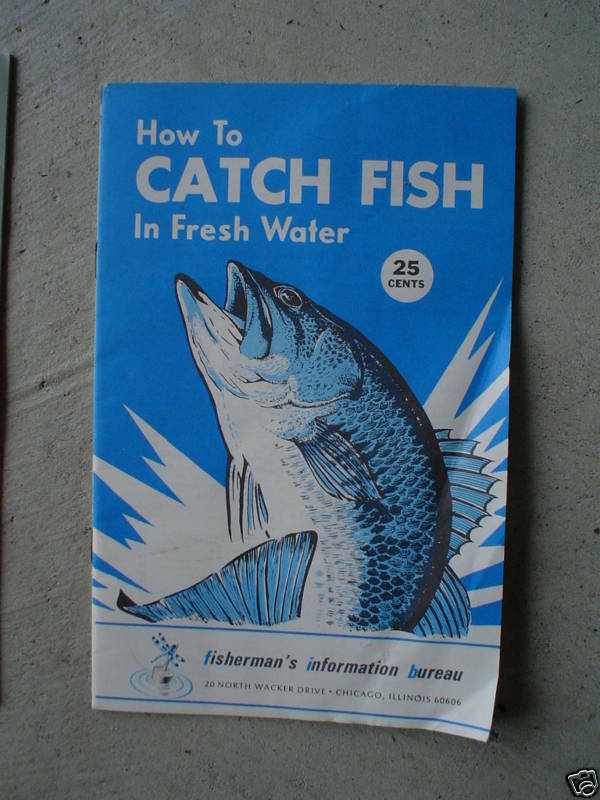 How To
CATCH FISH
In Fresh Water
25
CENTS
fisherman's information bureau
20 NORTH WACKER DRIVE • CHICAGO, ILLINOIS 60606